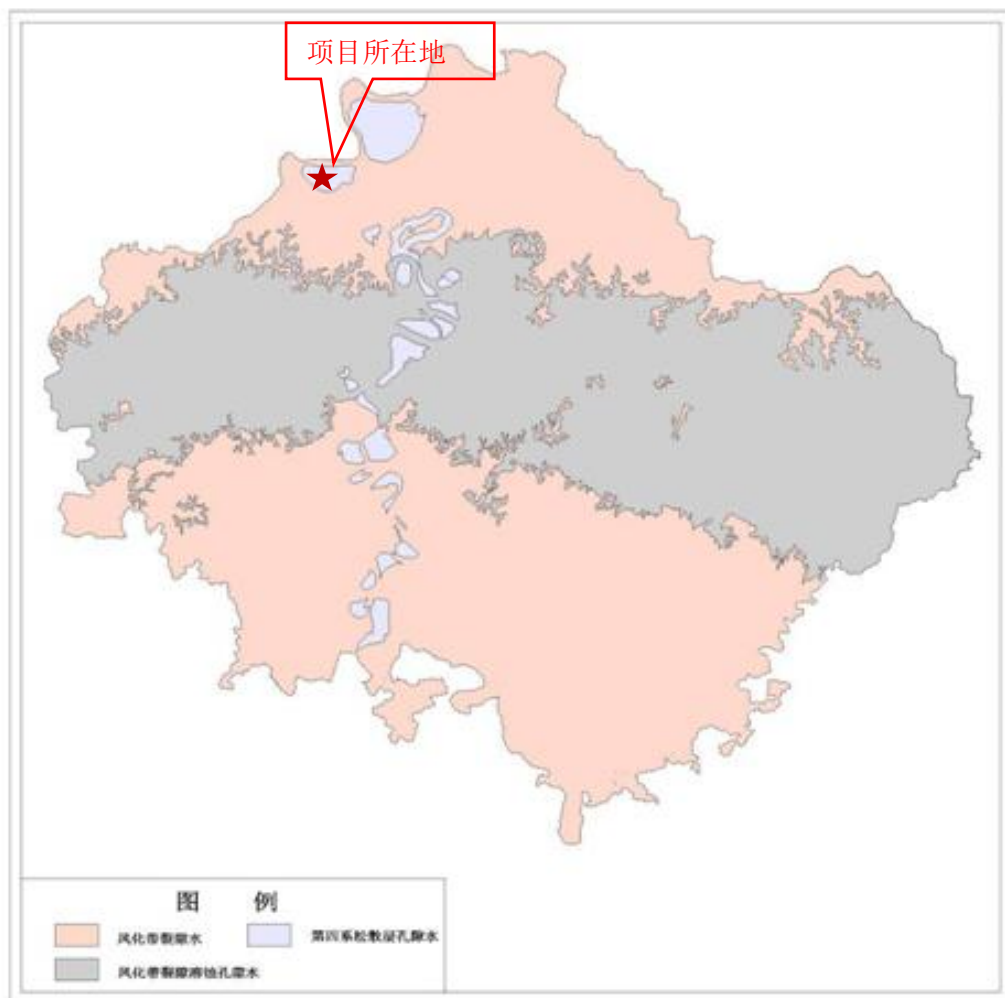 项目所在地
图 例
风化带裂隙水
第四系松散层孔隙水
风化带裂隙溶蚀孔隙水